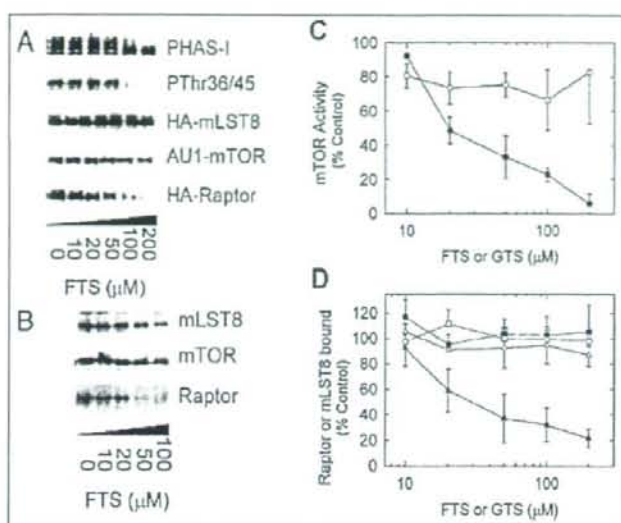 A
PHAS-I
PThr36/45
HA-mLST8
AU1-mTOR
HA-Raptor
0 10 20 50 100 200
FTS (μM)
B
mLST8
mTOR
Raptor
0 10 20 50 100
FTS (μM)
C
mTOR Activity
(% Control)
100
80
60
40
20
0
10 100
FTS or GTS (μM)
D
Raptor or mLST8 bound
(% Control)
120
100
80
60
40
20
0
10 100
FTS or GTS (μM)